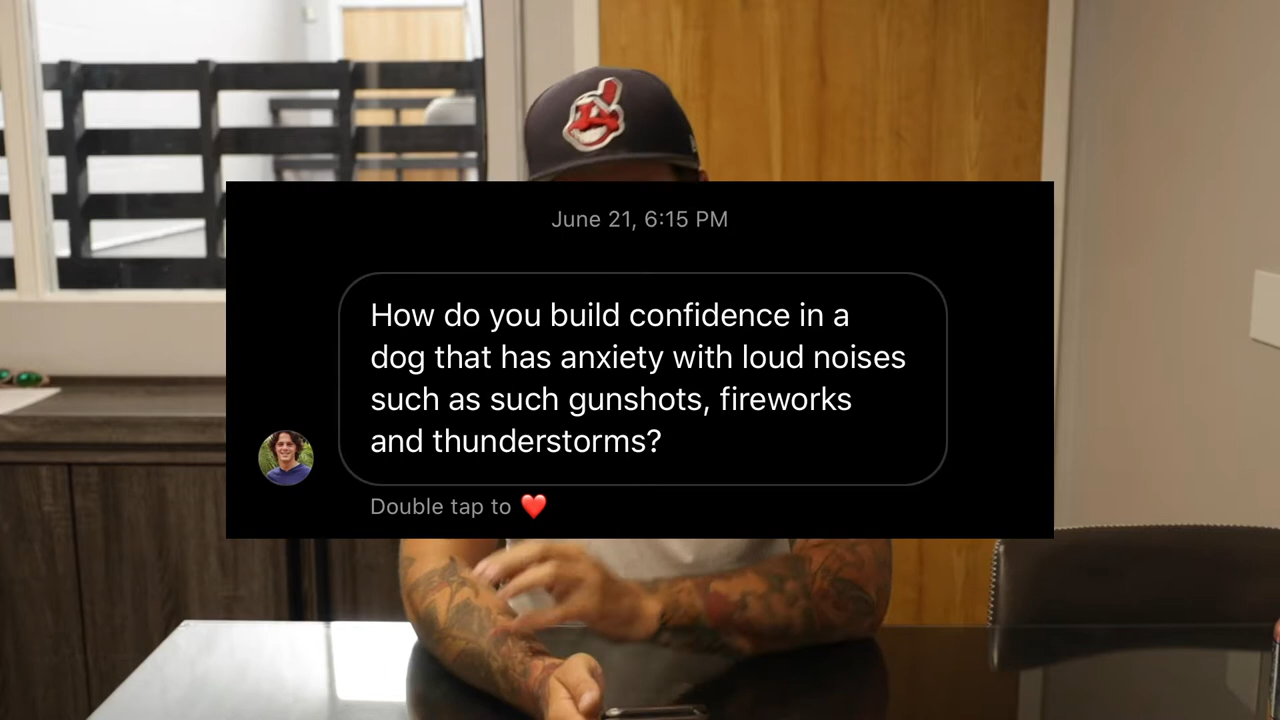 June 21, 6:15 PM
How do you build confidence in a
dog that has anxiety with loud noises
such as such gunshots, fireworks
and thunderstorms?
Double tap to ❤️